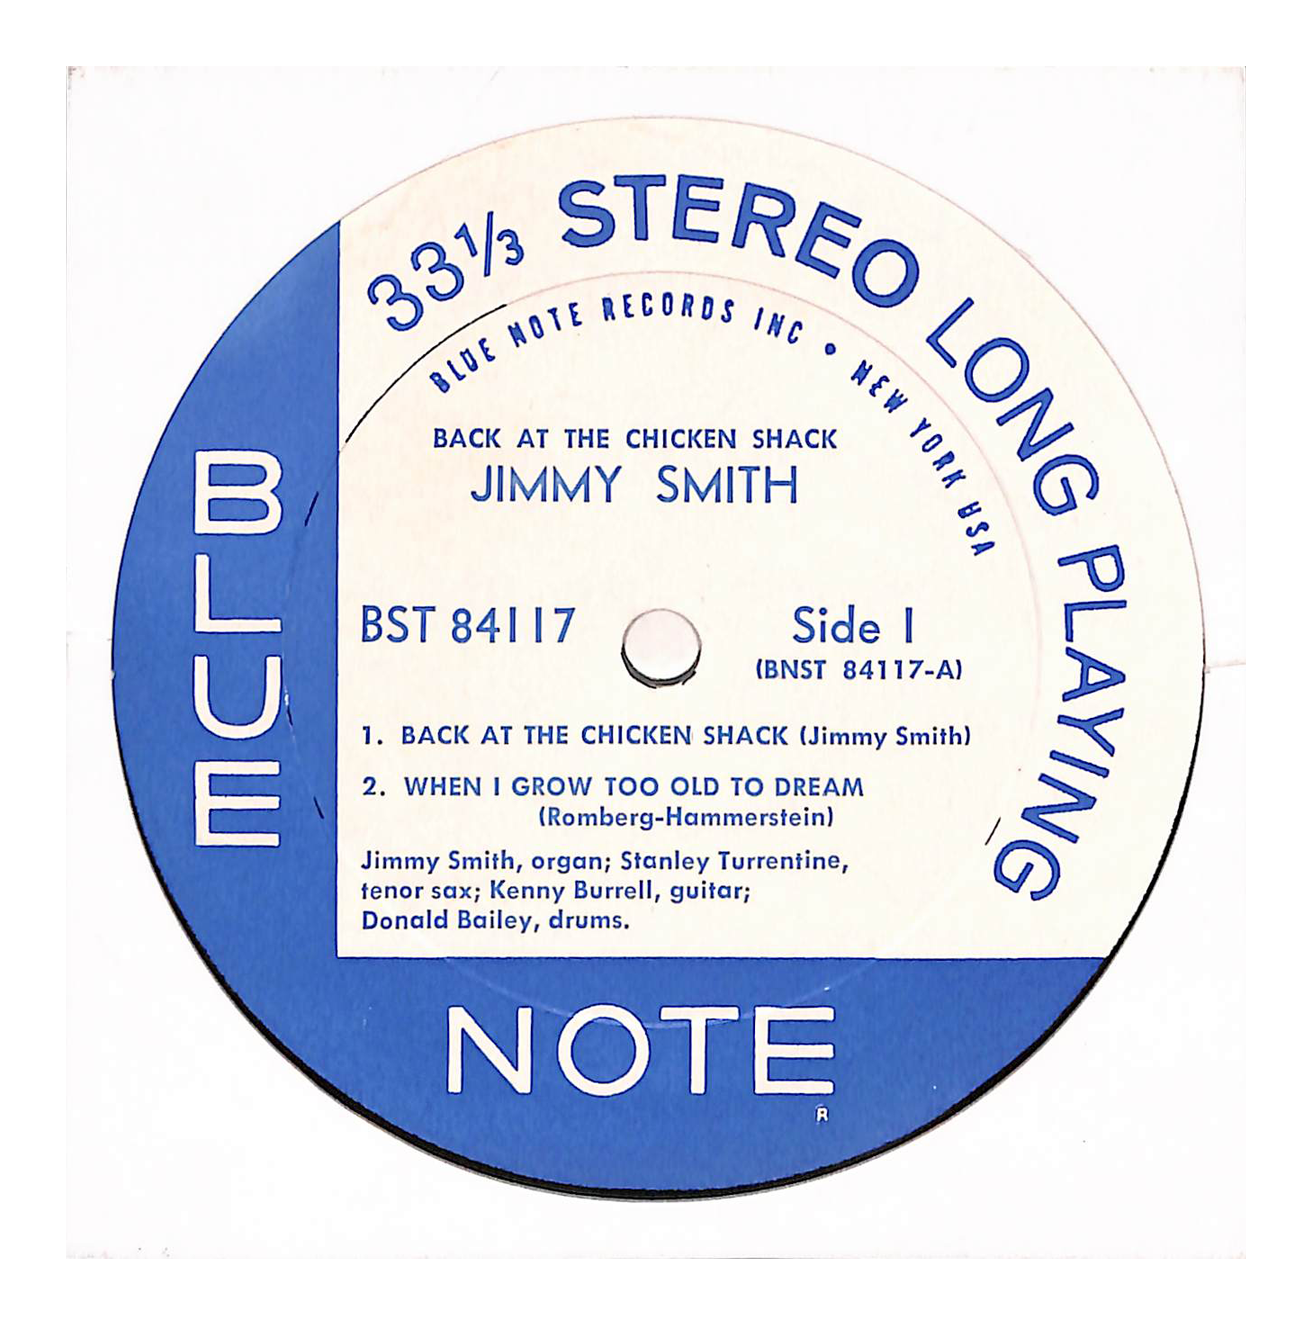 33⅓ STEREO LONG PLAYING
BLUE NOTE RECORDS INC • NEW YORK USA
BACK AT THE CHICKEN SHACK
JIMMY SMITH
BST 84117
Side 1
(BNST 84117-A)
1. BACK AT THE CHICKEN SHACK (Jimmy Smith)
2. WHEN I GROW TOO OLD TO DREAM
(Romberg-Hammerstein)
Jimmy Smith, organ; Stanley Turrentine,
tenor sax; Kenny Burrell, guitar;
Donald Bailey, drums.
BLUE
NOTE
®